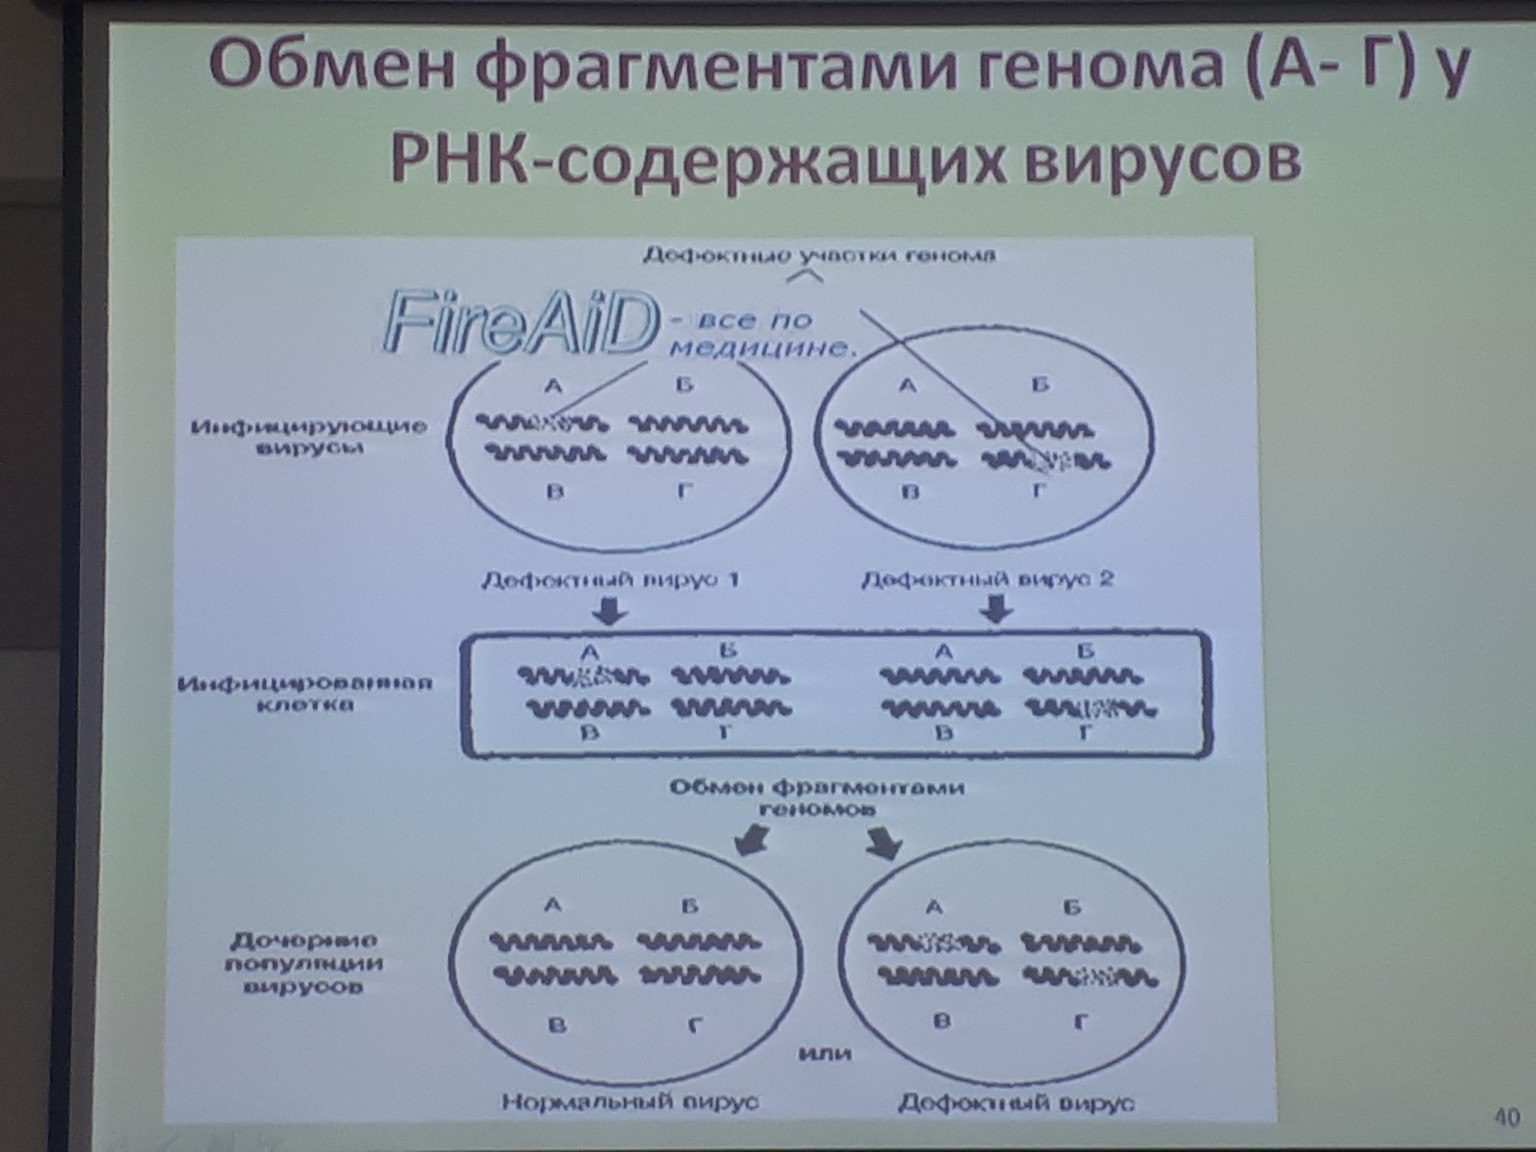 Обмен фрагментами генома (А- Г) у
РНК-содержащих вирусов
Дефектные участки генома
FireAiD - все по
медицине.
А Б А Б
Инфицирующие
вирусы
В Г В Г
Дефектный вирус 1 Дефектный вирус 2
А Б А Б
Инфицированная
клетка
В Г В Г
Обмен фрагментами
геномов
А Б А Б
Дочерние
популяции
вирусов
В Г В Г
или
Нормальный вирус Дефектный вирус
40